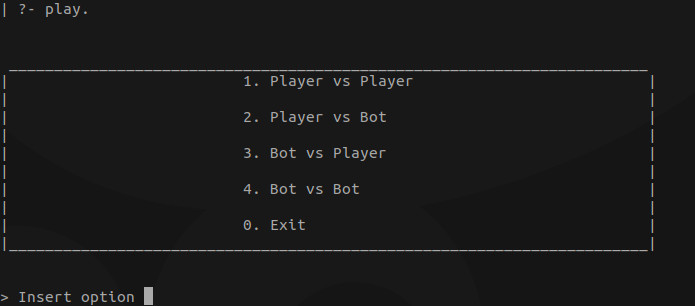 | ?- play.
1. Player vs Player
2. Player vs Bot
3. Bot vs Player
4. Bot vs Bot
0. Exit
> Insert option